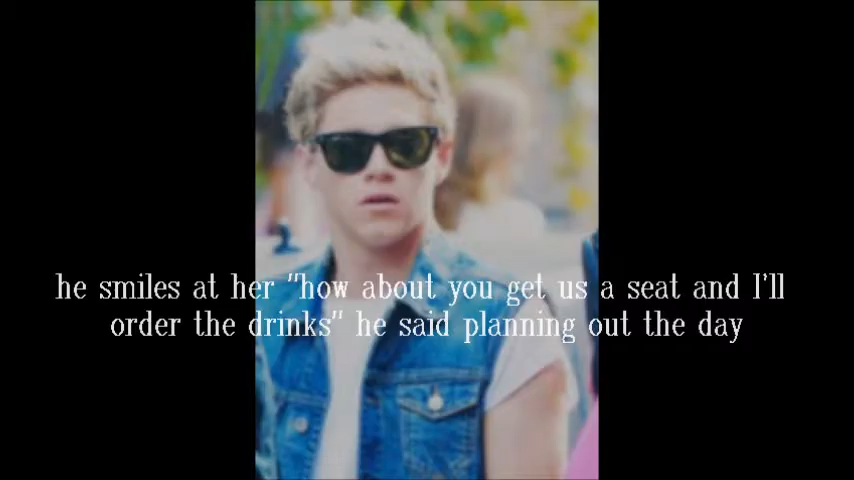 he smiles at her "how about you get us a seat and I'll
order the drinks" he said planning out the day